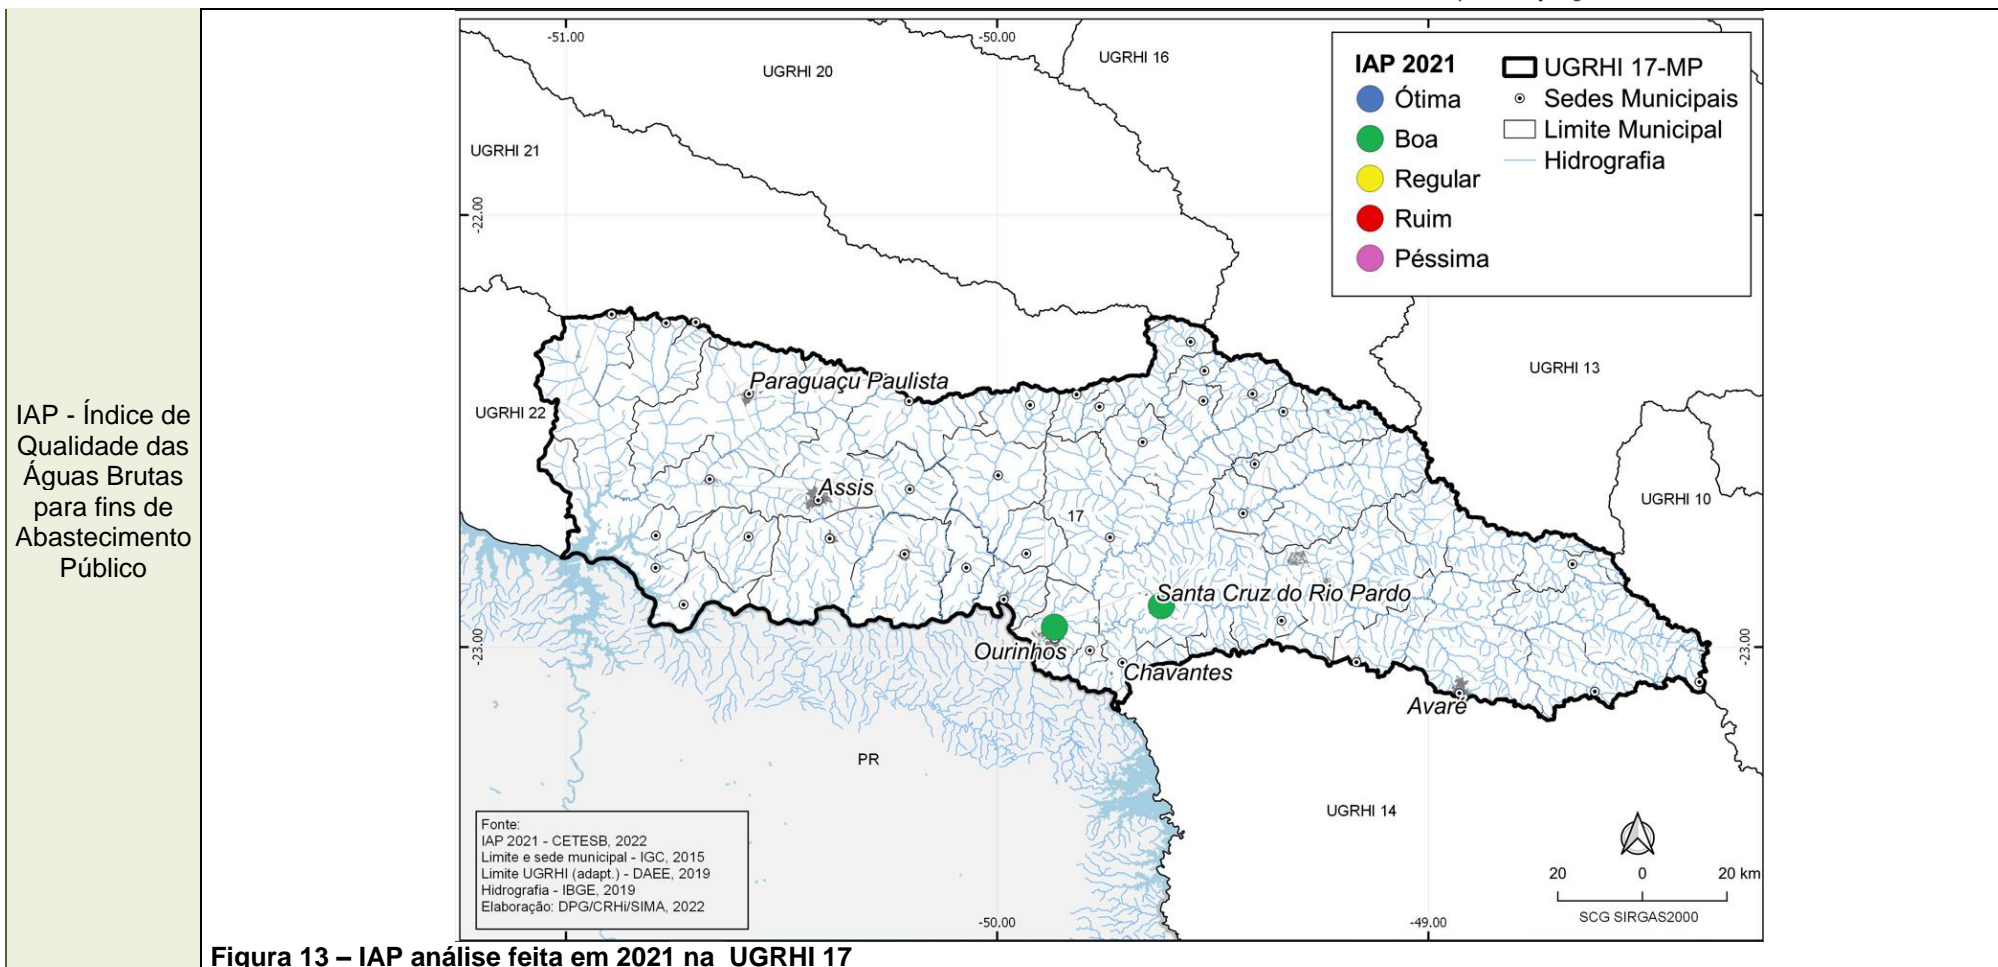 IAP - Índice de
Qualidade das
Águas Brutas
para fins de
Abastecimento
Público
-51.00
-50.00
UGRHI 20
UGRHI 16
UGRHI 21
-22.00
IAP 2021
Ótima
Boa
Regular
Ruim
Péssima
UGRHI 17-MP
Sedes Municipais
Limite Municipal
Hidrografia
UGRHI 13
UGRHI 22
UGRHI 10
Paraguaçu Paulista
Assis
17
Santa Cruz do Rio Pardo
Ourinhos
Chavantes
Avaré
-23.00
-23.00
PR
UGRHI 14
Fonte:
IAP 2021 - CETESB, 2022
Limite e sede municipal - IGC, 2015
Limite UGRHI (adapt.) - DAEE, 2019
Hidrografia - IBGE, 2019
Elaboração: DPG/CRHi/SIMA, 2022
20 0 20 km
SCG SIRGAS2000
-50.00
-49.00
Figura 13 – IAP análise feita em 2021 na UGRHI 17